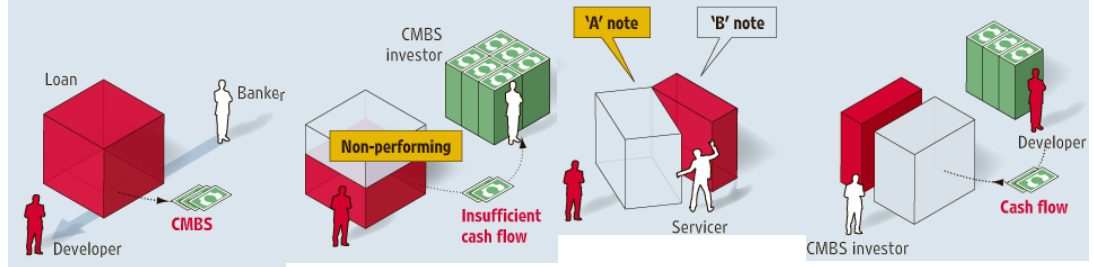 Loan
Banker
CMBS
Developer
CMBS
investor
Non-performing
Insufficient
cash flow
'A' note
'B' note
Servicer
Developer
Cash flow
CMBS investor